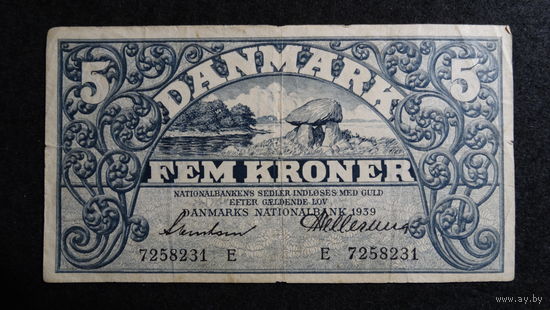 5 DANMARK 5
FEM KRONER
NATIONALBANKENS SEDLER INDLØSES MED GULD
EFTER GÆLDENDE LOV
DANMARKS NATIONALBANK 1939
7258231 E E 7258231
www.ay.by